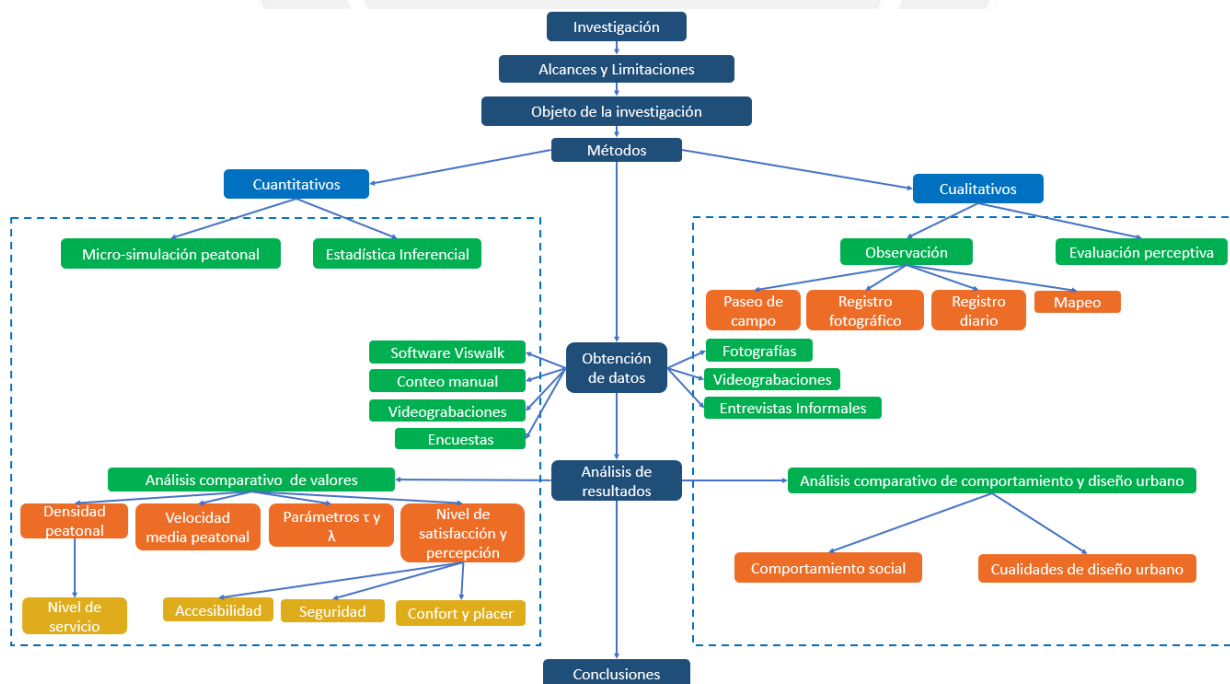 Investigación
Alcances y Limitaciones
Objeto de la investigación
Métodos
Cuantitativos
Cualitativos
Micro-simulación peatonal
Estadística Inferencial
Observación
Evaluación perceptiva
Paseo de
campo
Registro
fotográfico
Registro
diario
Mapeo
Software Viswalk
Conteo manual
Videograbaciones
Encuestas
Obtención
de datos
Fotografías
Videograbaciones
Entrevistas Informales
Análisis comparativo de valores
Análisis de
resultados
Análisis comparativo de comportamiento y diseño urbano
Densidad
peatonal
Velocidad
media peatonal
Parámetros τ y
λ
Nivel de
satisfacción y
percepción
Comportamiento social
Cualidades de diseño urbano
Nivel de
servicio
Accesibilidad
Seguridad
Confort y placer
Conclusiones